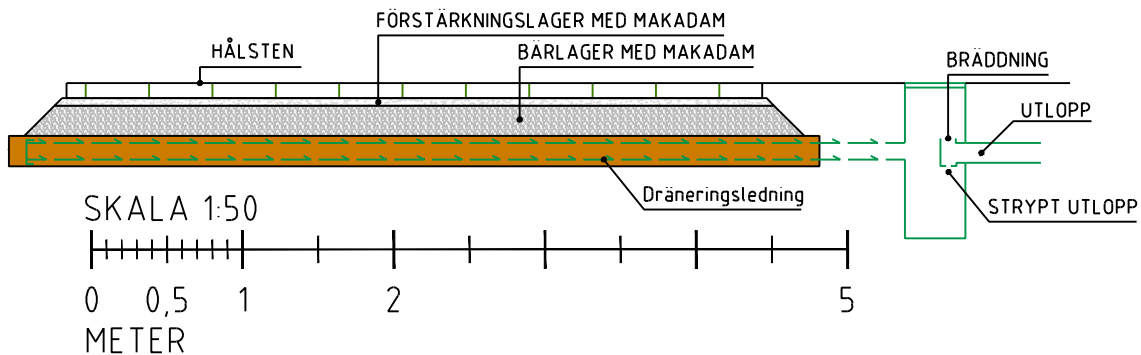 FÖRSTÄRKNINGSLAGER MED MAKADAM
HÅLSTEN
BÄRLAGER MED MAKADAM
BRÄDDNING
UTLOPP
Dräneringsledning
STRYPT UTLOPP
SKALA 1:50
0 0,5 1 2 5
METER